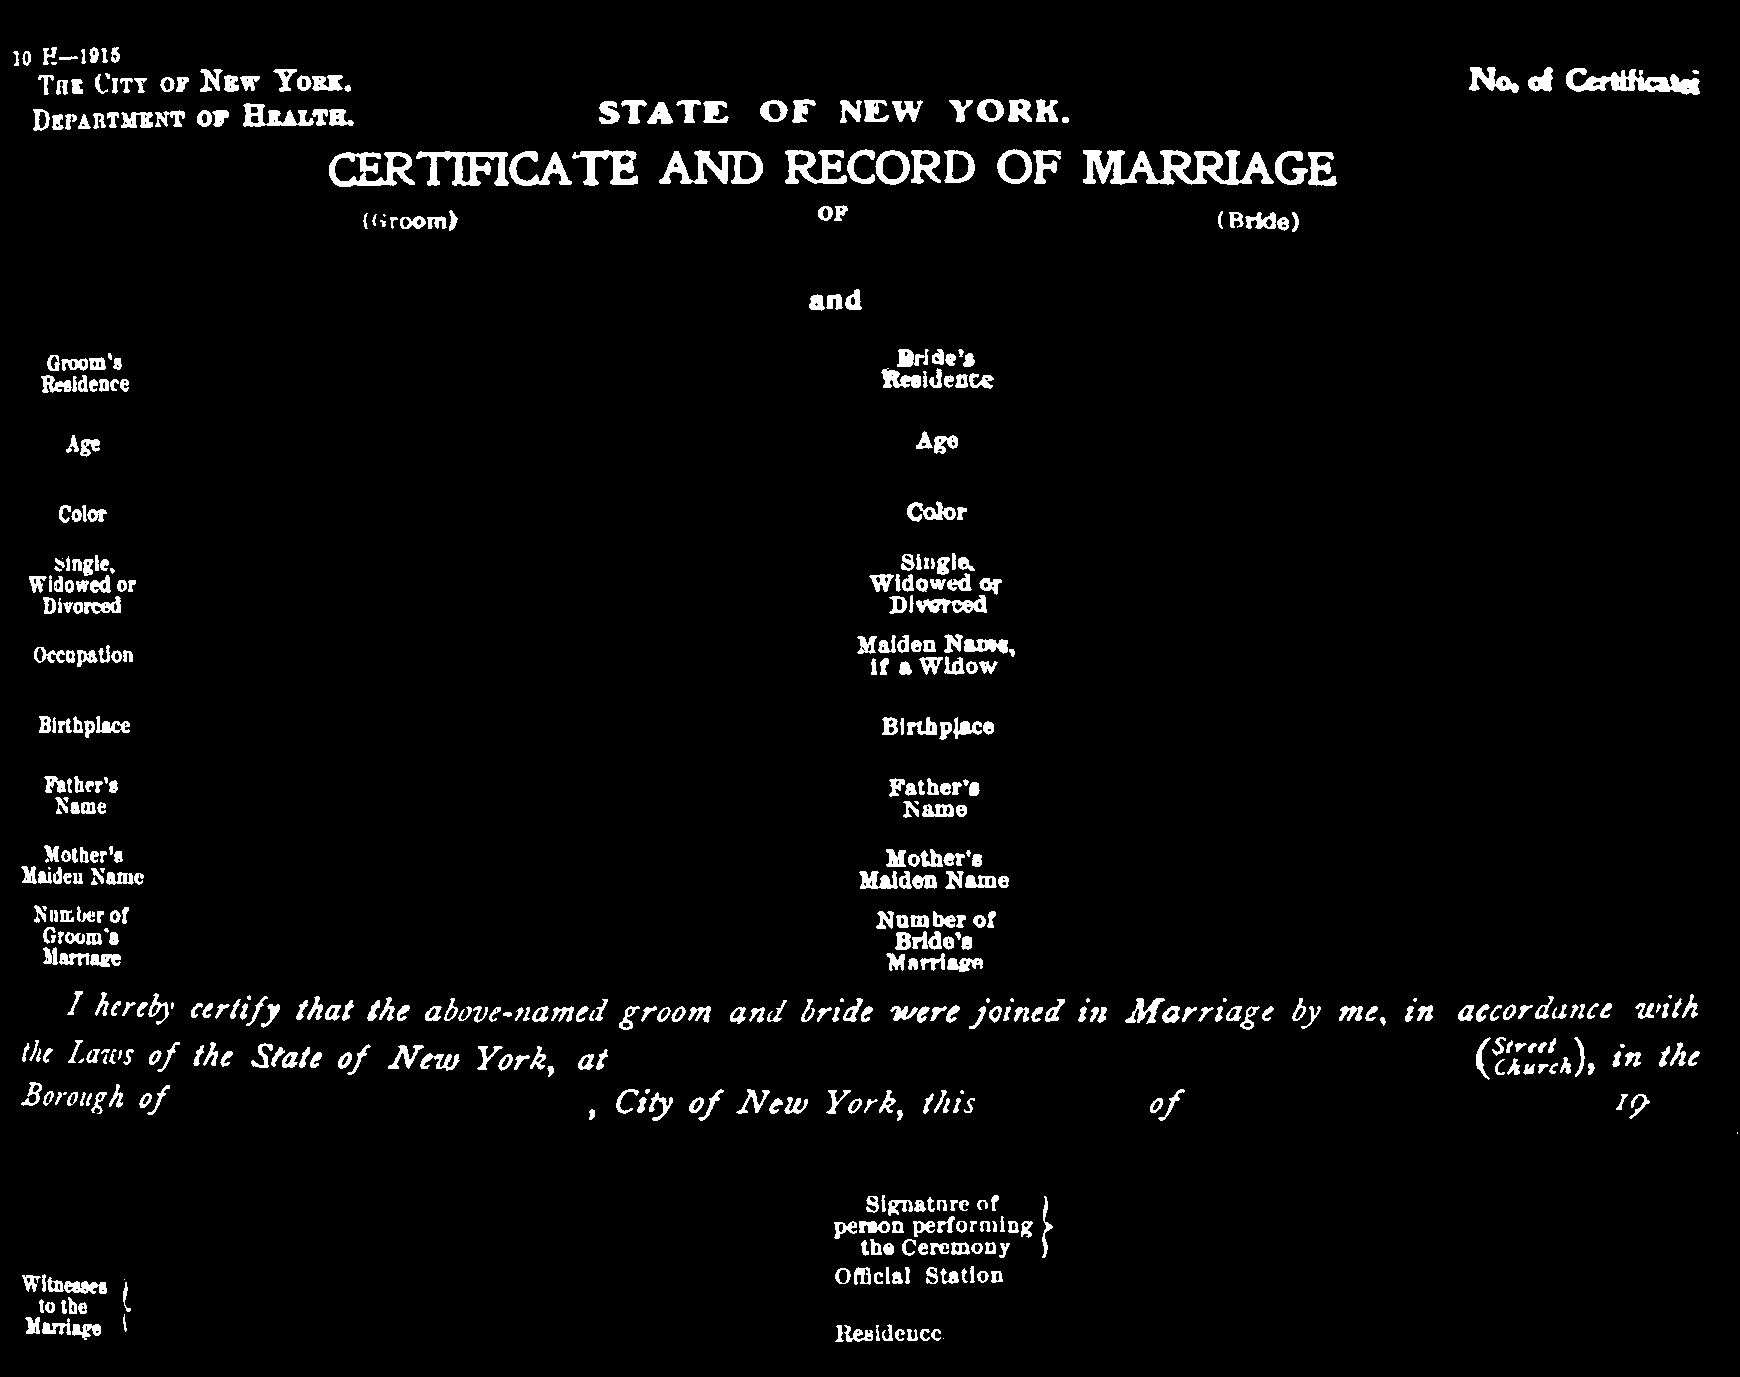 10 H—1915
THE CITY OF NEW YORK.
No. of Certificate
DEPARTMENT OF HEALTH.
STATE OF NEW YORK.
CERTIFICATE AND RECORD OF MARRIAGE
(Groom) OF (Bride)
and
Groom's
Residence
Bride's
Residence
Age
Age
Color
Color
Single,
Widowed or
Divorced
Single,
Widowed or
Divorced
Occupation
Maiden Name,
if a Widow
Birthplace
Birthplace
Father's
Name
Father's
Name
Mother's
Maiden Name
Mother's
Maiden Name
Number of
Groom's
Marriage
Number of
Bride's
Marriage
I hereby certify that the above-named groom and bride were joined in Marriage by me, in accordance with
the Laws of the State of New York, at (Street
Church), in the
Borough of , City of New York, this of 19
Signature of
person performing
the Ceremony
Official Station
Witnesses
to the
Marriage
Residence